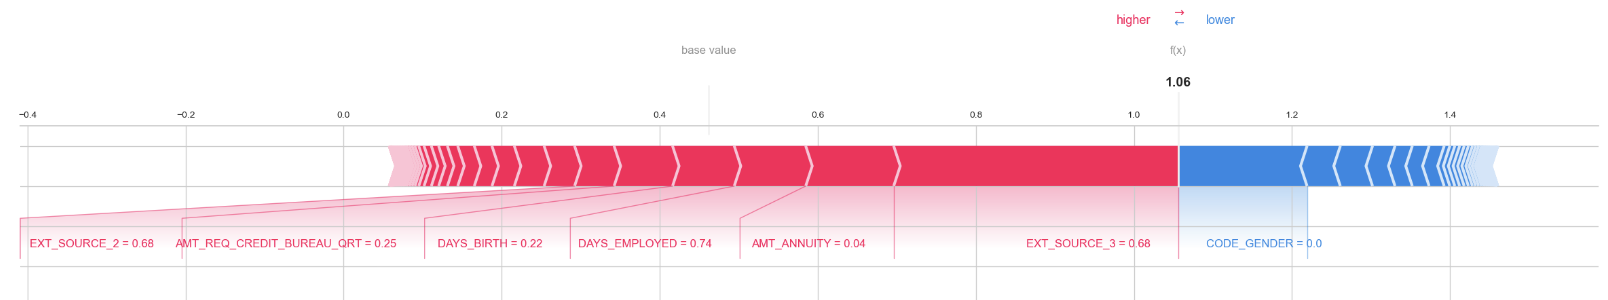 higher → ← lower
base value f(x)
1.06
−0.4 −0.2 0.0 0.2 0.4 0.6 0.8 1.0 1.2 1.4
EXT_SOURCE_2 = 0.68 AMT_REQ_CREDIT_BUREAU_QRT = 0.25 DAYS_BIRTH = 0.22 DAYS_EMPLOYED = 0.74 AMT_ANNUITY = 0.04 EXT_SOURCE_3 = 0.68 CODE_GENDER = 0.0